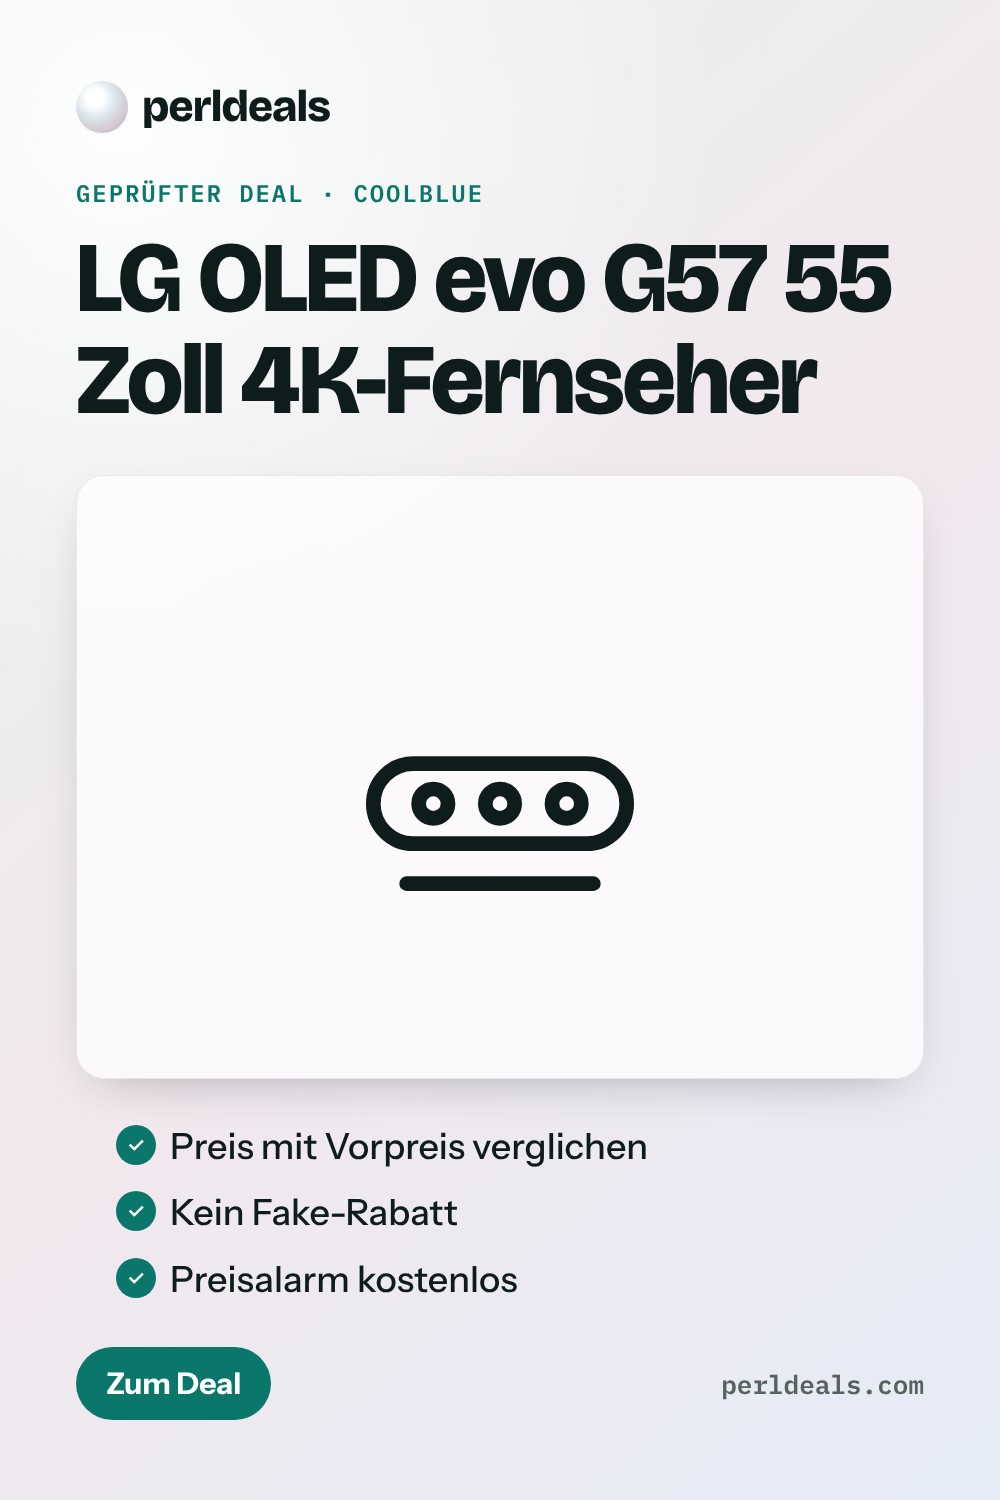 perldeals
GEPRÜFTER DEAL · COOLBLUE
LG OLED evo G57 55
Zoll 4K-Fernseher
Preis mit Vorpreis verglichen
Kein Fake-Rabatt
Preisalarm kostenlos
Zum Deal
perldeals.com